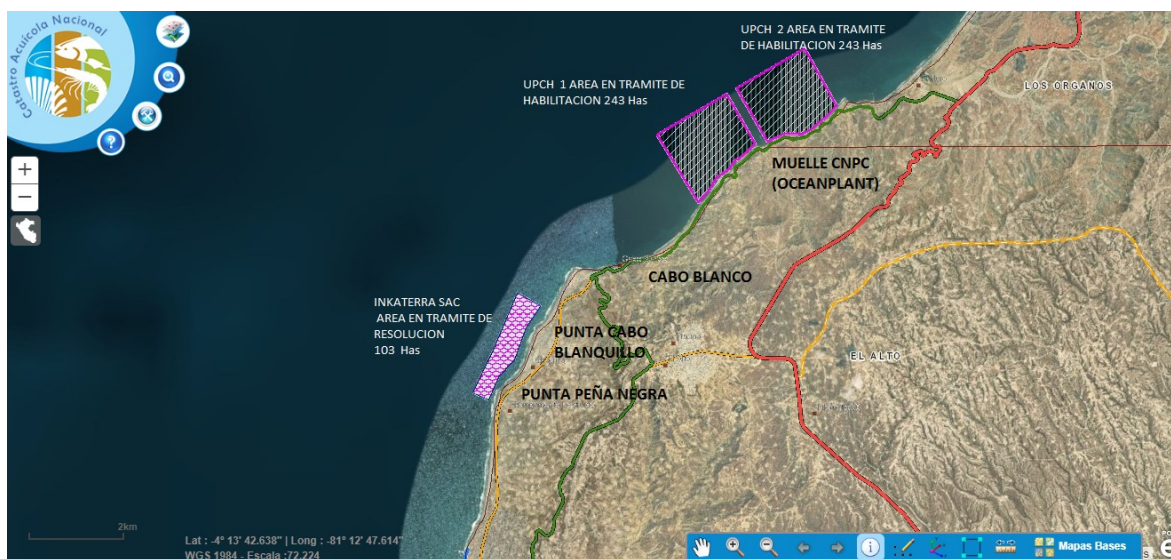 Catastro Acuícola Nacional
UPCH 2 AREA EN TRAMITE
DE HABILITACION 243 Has
UPCH 1 AREA EN TRAMITE DE
HABILITACION 243 Has
LOS ORGANOS
MUELLE CNPC
(OCEANPLANT)
CABO BLANCO
INKATERRA SAC
AREA EN TRAMITE DE
RESOLUCION
103 Has
PUNTA CABO
BLANQUILLO
EL ALTO
PUNTA PEÑA NEGRA
2km
Lat : -4° 13' 42.638" | Long : -81° 12' 47.614"
WGS 1984 - Escala :72.224
Mapas Bases